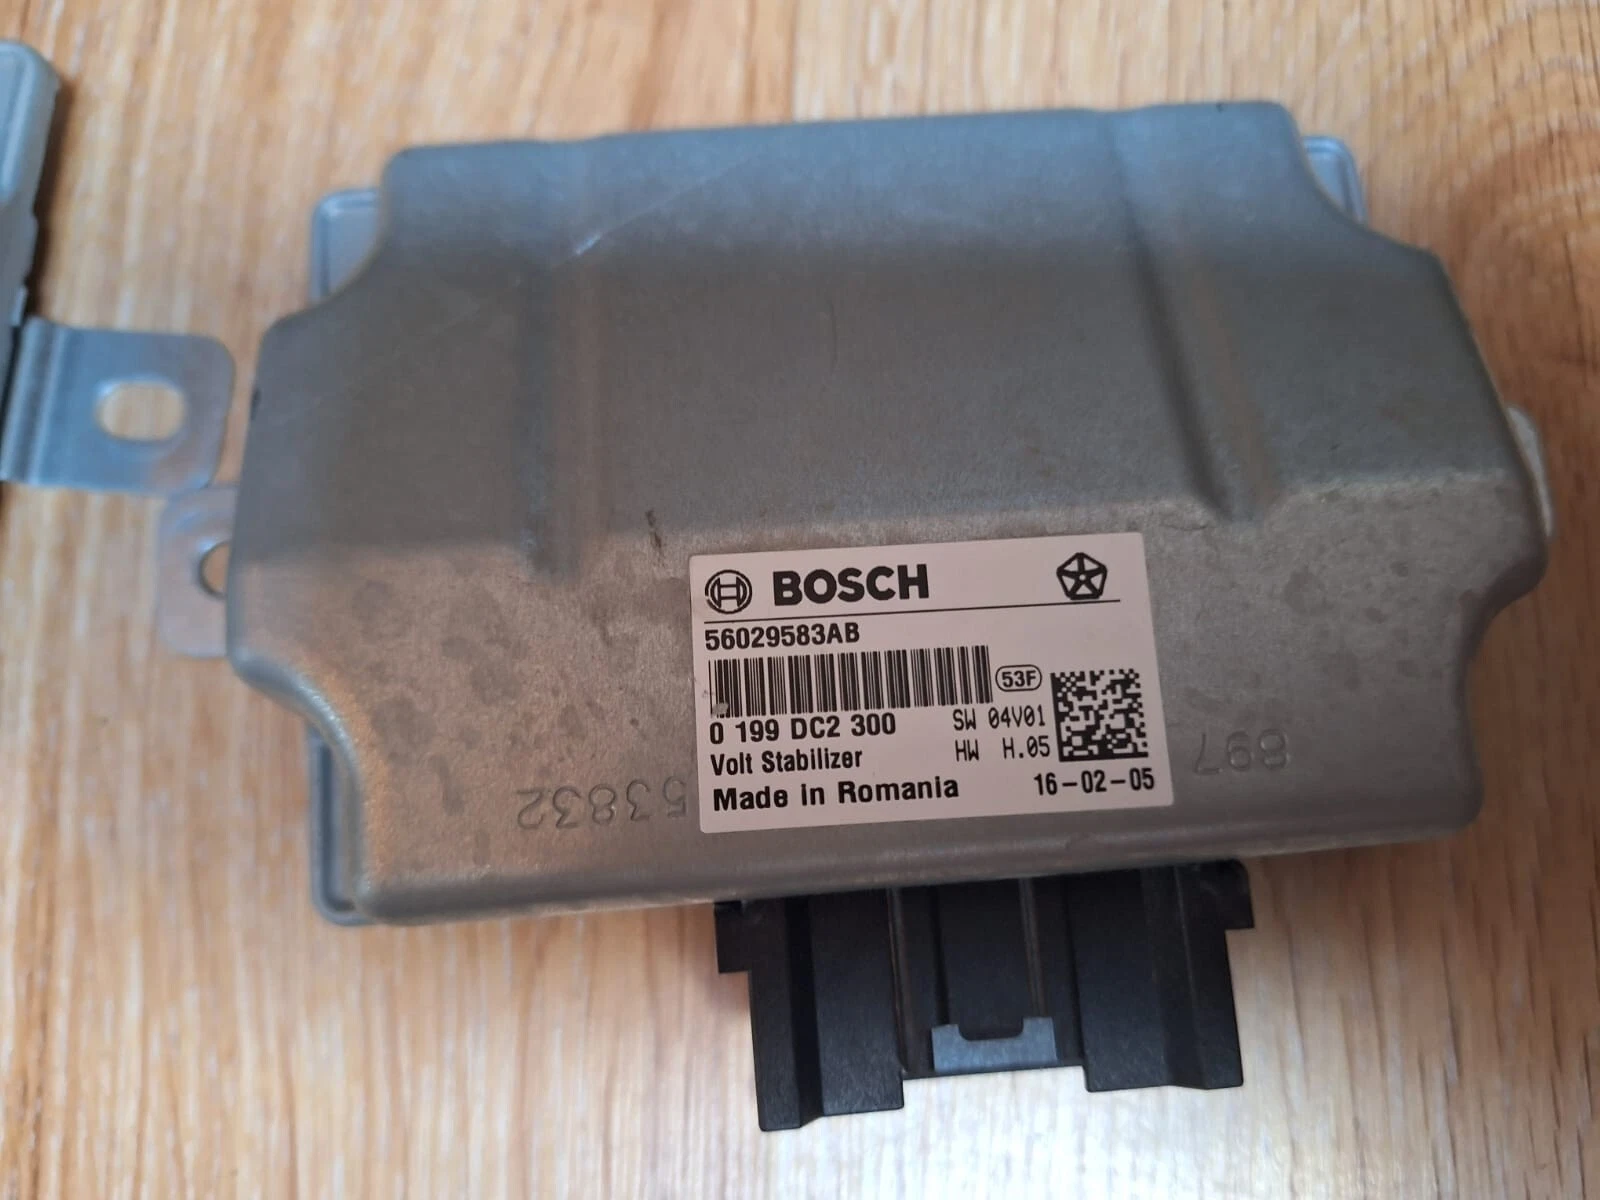 BOSCH
56029583AB
53F
0 199 DC2 300
SW 04V01
Volt Stabilizer
HW H.05
Made in Romania
16-02-05
53832
897